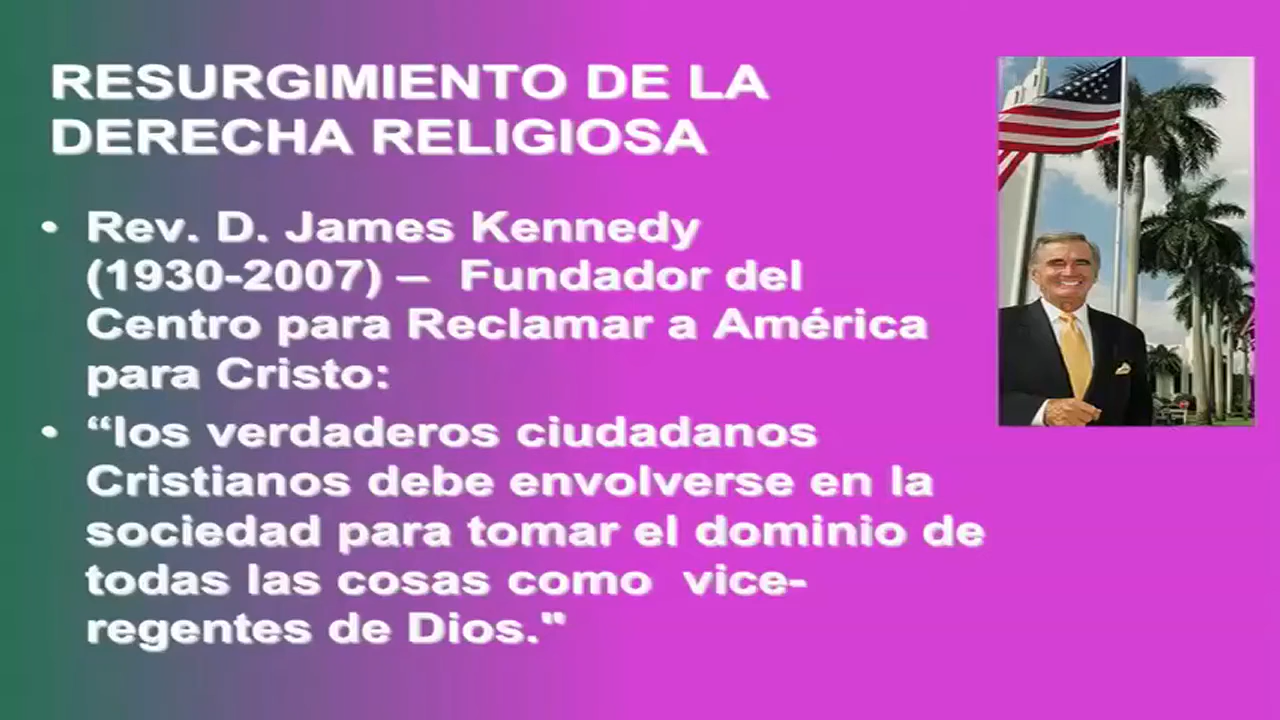 RESURGIMIENTO DE LA
DERECHA RELIGIOSA
• Rev. D. James Kennedy
(1930-2007) – Fundador del
Centro para Reclamar a América
para Cristo:
• “los verdaderos ciudadanos
Cristianos debe envolverse en la
sociedad para tomar el dominio de
todas las cosas como vice-
regentes de Dios."